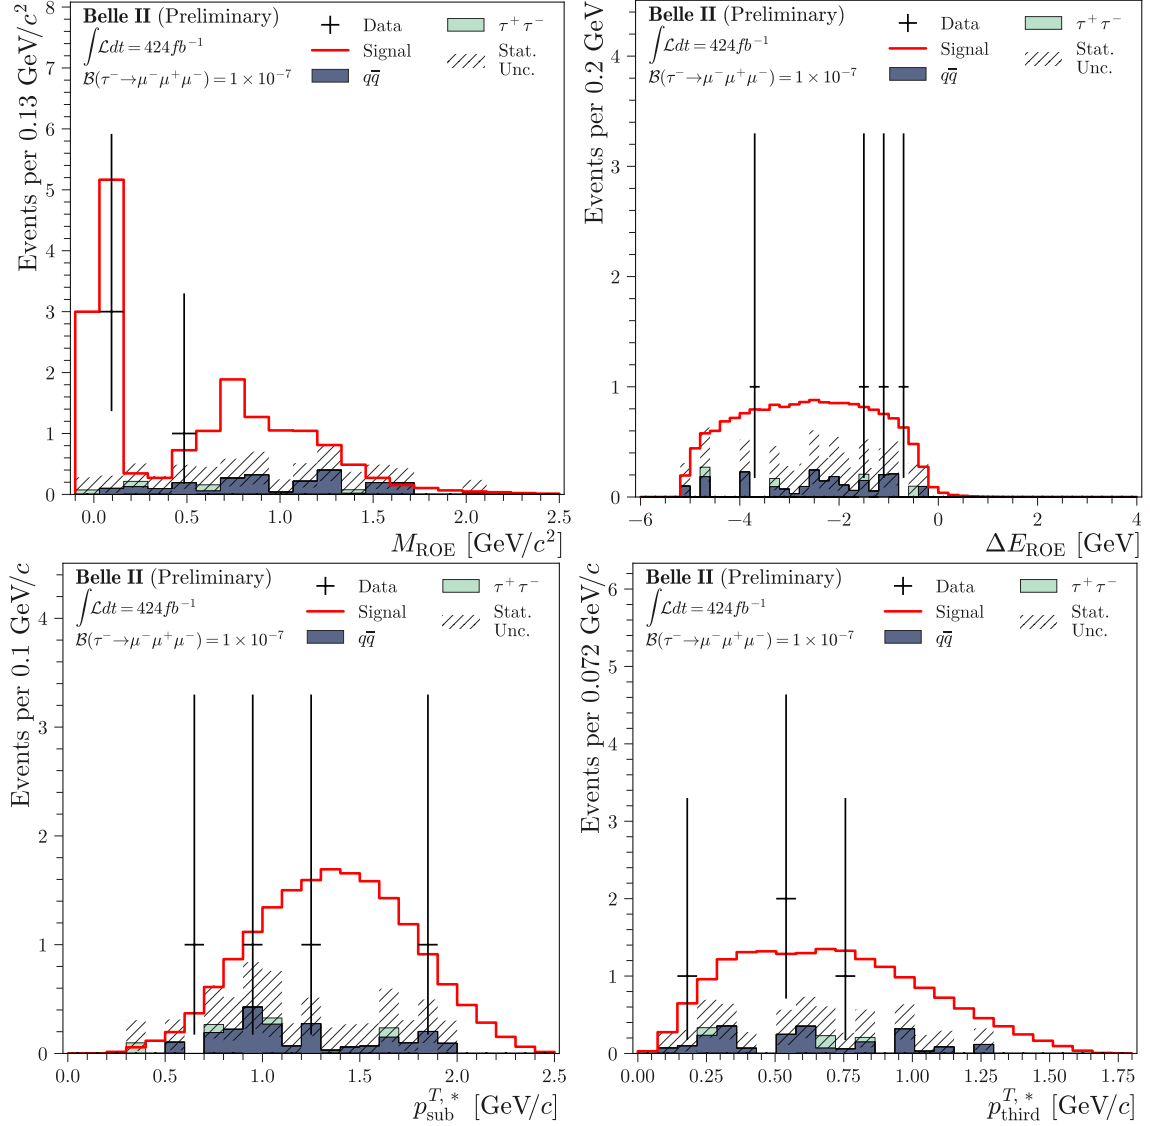 Belle II (Preliminary)
∫ℒdt = 424fb⁻¹
ℬ(τ⁻→μ⁻μ⁺μ⁻) = 1 × 10⁻⁷
Data
Signal
qq̅
τ⁺τ⁻
Stat.
Unc.
Events per 0.13 GeV/c²
8
7
6
5
4
3
2
1
0
0.0 0.5 1.0 1.5 2.0 2.5
M_ROE [GeV/c²]
Belle II (Preliminary)
∫ℒdt = 424fb⁻¹
ℬ(τ⁻→μ⁻μ⁺μ⁻) = 1 × 10⁻⁷
Data
Signal
qq̅
τ⁺τ⁻
Stat.
Unc.
Events per 0.2 GeV
4
3
2
1
0
−6 −4 −2 0 2 4
ΔE_ROE [GeV]
Belle II (Preliminary)
∫ℒdt = 424fb⁻¹
ℬ(τ⁻→μ⁻μ⁺μ⁻) = 1 × 10⁻⁷
Data
Signal
qq̅
τ⁺τ⁻
Stat.
Unc.
Events per 0.1 GeV/c
4
3
2
1
0
0.0 0.5 1.0 1.5 2.0 2.5
p_sub^{T, *} [GeV/c]
Belle II (Preliminary)
∫ℒdt = 424fb⁻¹
ℬ(τ⁻→μ⁻μ⁺μ⁻) = 1 × 10⁻⁷
Data
Signal
qq̅
τ⁺τ⁻
Stat.
Unc.
Events per 0.072 GeV/c
6
5
4
3
2
1
0
0.00 0.25 0.50 0.75 1.00 1.25 1.50 1.75
p_third^{T, *} [GeV/c]